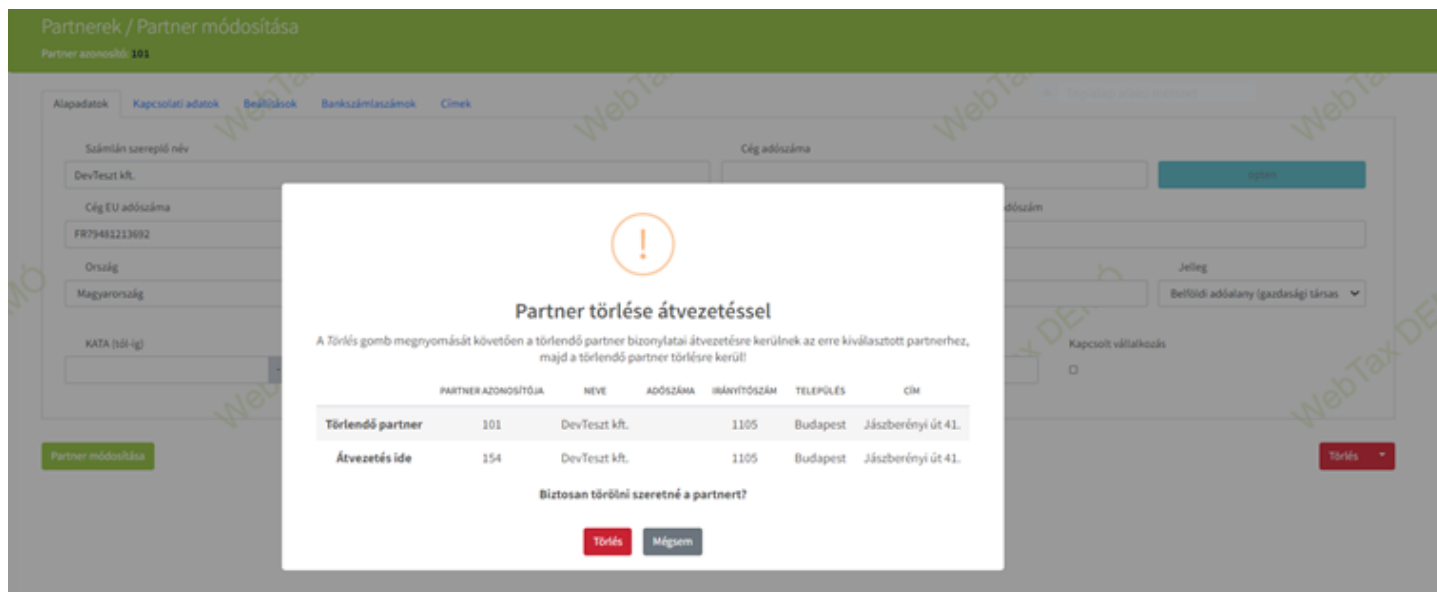 Partnerek / Partner módosítása
Partner azonosító: 101
Alapadatok Kapcsolati adatok Beállítások Bankszámlaszámok Címek
Számlán szereplő név Cég adószáma
DevTeszt kft.
Cég EU adószáma adószám
FR79481213692
Ország Jelleg
Magyarország Belföldi adóalany (gazdasági társas
KATA (tól-ig) Kapcsolt vállalkozás
Partner módosítása Törlés
!
Partner törlése átvezetéssel
A Törlés gomb megnyomását követően a törlendő partner bizonylatai átvezetésre kerülnek az erre kiválasztott partnerhez,
majd a törlendő partner törlésre kerül!
PARTNER AZONOSÍTÓJA NEVE ADÓSZÁMA IRÁNYÍTÓSZÁM TELEPÜLÉS CÍM
Törlendő partner 101 DevTeszt kft. 1105 Budapest Jászberényi út 41.
Átvezetés ide 154 DevTeszt kft. 1105 Budapest Jászberényi út 41.
Biztosan törölni szeretné a partnert?
Törlés Mégsem